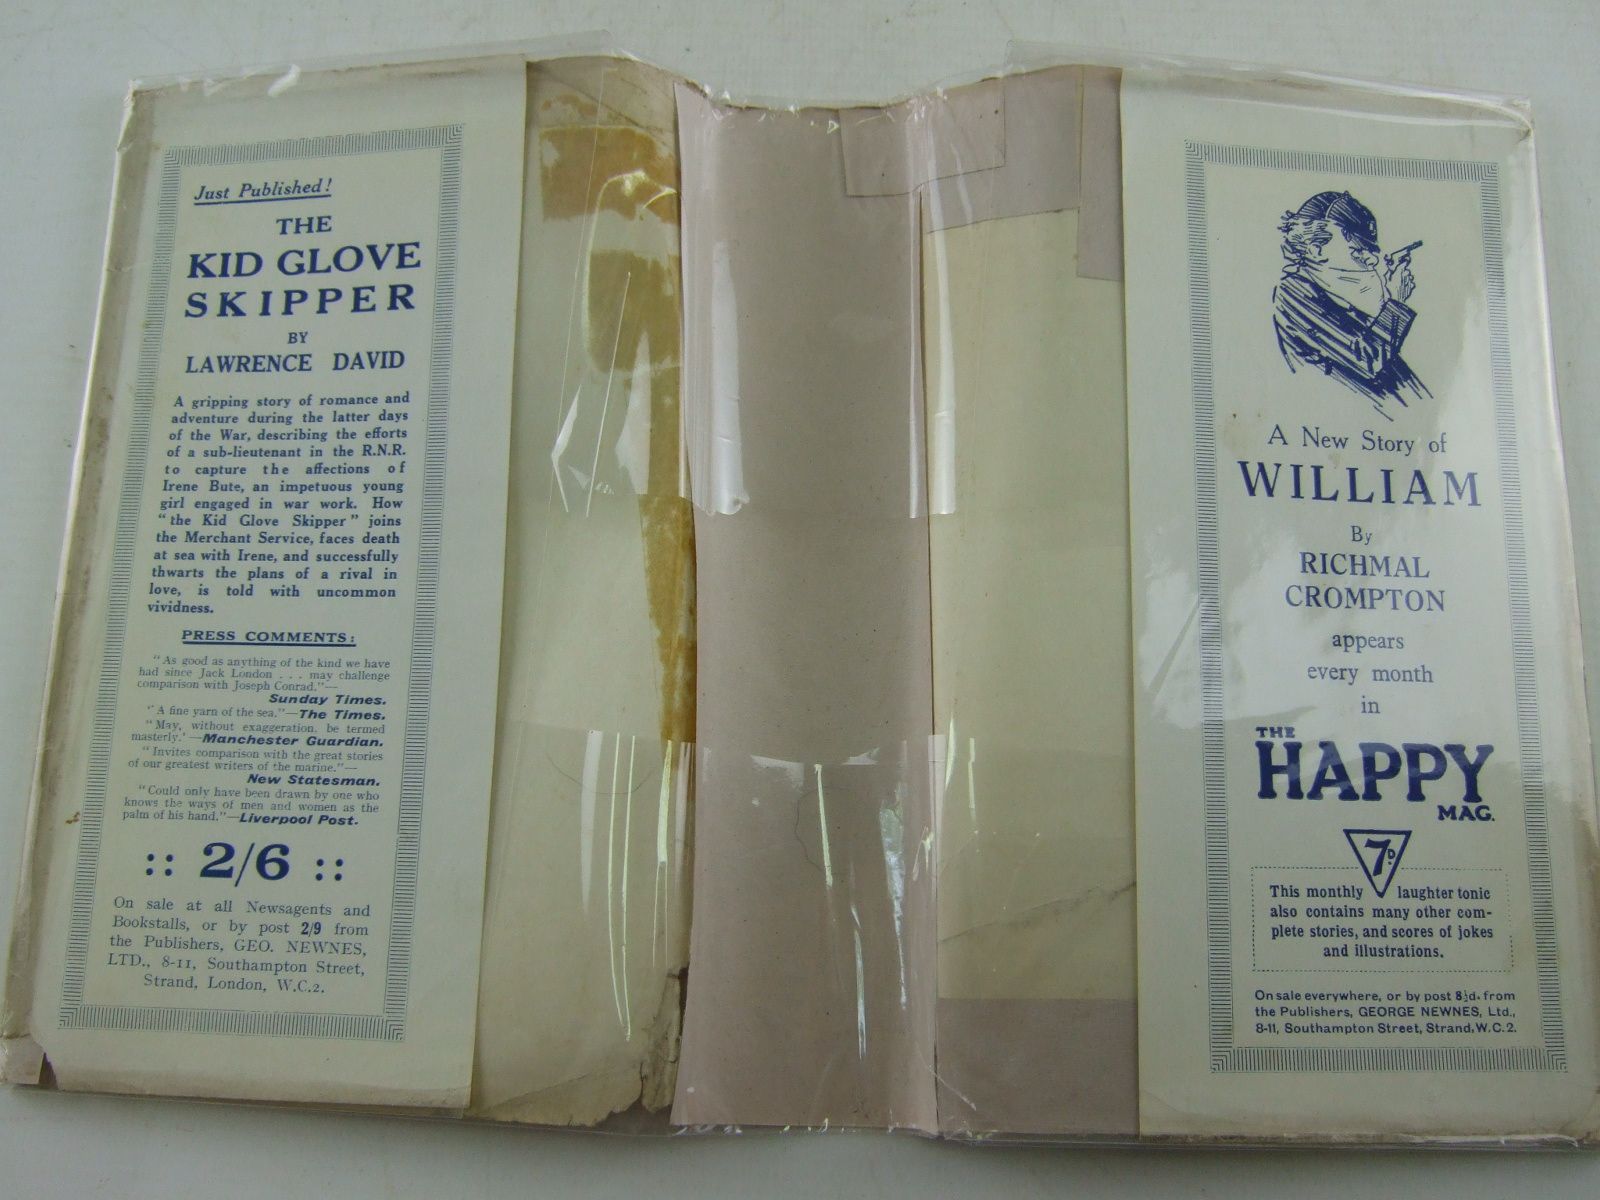 Just Published!
THE
KID GLOVE
SKIPPER
BY
LAWRENCE DAVID
A gripping story of romance and
adventure during the latter days
of the War, describing the efforts
of a sub-lieutenant in the R.N.R.
to capture the affections of
Irene Bute, an impetuous young
girl engaged in war work. How
"the Kid Glove Skipper" joins
the Merchant Service, faces death
at sea with Irene, and successfully
thwarts the plans of a rival in
love, is told with uncommon
vividness.
PRESS COMMENTS:
"As good as anything of the kind we have
had since Jack London . . . may challenge
comparison with Joseph Conrad."—
Sunday Times.
"A fine yarn of the sea."—The Times.
"May, without exaggeration, be termed
masterly.'—Manchester Guardian.
"Invites comparison with the great stories
of our greatest writers of the marine."—
New Statesman.
"Could only have been drawn by one who
knows the ways of men and women as the
palm of his hand."—Liverpool Post.
:: 2/6 ::
On sale at all Newsagents and
Bookstalls, or by post 2/9 from
the Publishers, GEO. NEWNES,
LTD., 8-11, Southampton Street,
Strand, London, W.C.2.
A New Story of
WILLIAM
By
RICHMAL
CROMPTON
appears
every month
in
THE
HAPPY
MAG.
7D.
This monthly laughter tonic
also contains many other com-
plete stories, and scores of jokes
and illustrations.
On sale everywhere, or by post 8½d. from
the Publishers, GEORGE NEWNES, Ltd.,
8-11, Southampton Street, Strand, W.C.2.